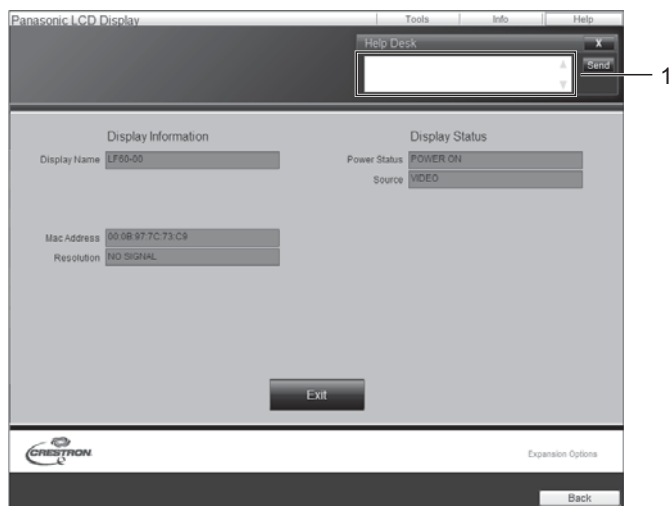 Panasonic LCD Display Tools Info Help
Help Desk X
Send 1
Display Information Display Status
Display Name LF60-00 Power Status POWER ON
Source VIDEO
Mac Address 00:0B:97:7C:73:C9
Resolution NO SIGNAL
Exit
CRESTRON Expansion Options
Back